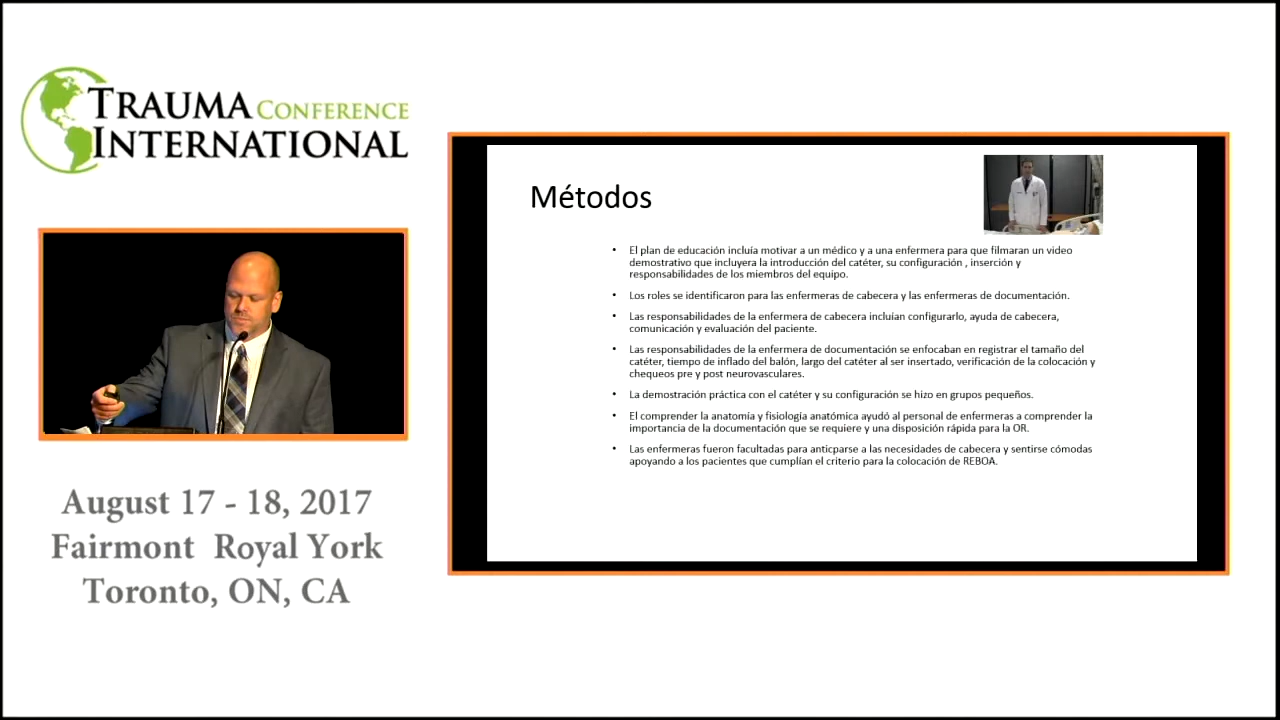 TRAUMA CONFERENCE
INTERNATIONAL
August 17 - 18, 2017
Fairmont Royal York
Toronto, ON, CA
Métodos
• El plan de educación incluía motivar a un médico y a una enfermera para que filmaran un video
demostrativo que incluyera la introducción del catéter, su configuración , inserción y
responsabilidades de los miembros del equipo.
• Los roles se identificaron para las enfermeras de cabecera y las enfermeras de documentación.
• Las responsabilidades de la enfermera de cabecera incluían configurarlo, ayuda de cabecera,
comunicación y evaluación del paciente.
• Las responsabilidades de la enfermera de documentación se enfocaban en registrar el tamaño del
catéter, tiempo de inflado del balón, largo del catéter al ser insertado, verificación de la colocación y
chequeos pre y post neurovasculares.
• La demostración práctica con el catéter y su configuración se hizo en grupos pequeños.
• El comprender la anatomía y fisiología anatómica ayudó al personal de enfermeras a comprender la
importancia de la documentación que se requiere y una disposición rápida para la OR.
• Las enfermeras fueron facultadas para anticparse a las necesidades de cabecera y sentirse cómodas
apoyando a los pacientes que cumplían el criterio para la colocación de REBOA.